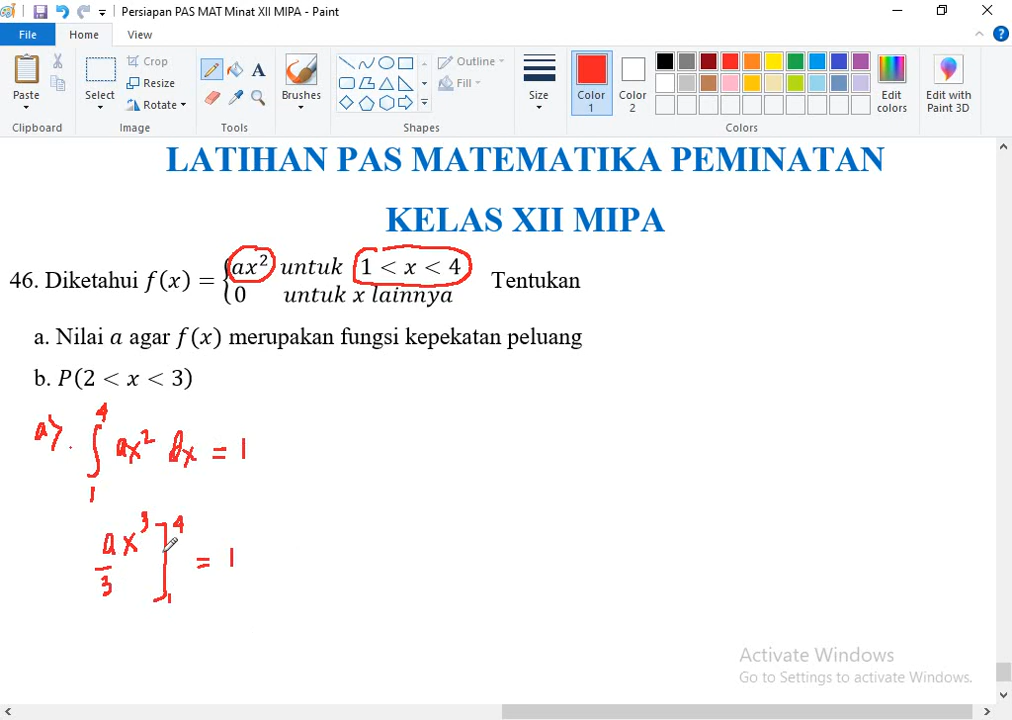 Persiapan PAS MAT Minat XII MIPA - Paint
File Home View
Paste
Select
Crop
Resize
Rotate
A
Brushes
Outline
Fill
Size
Color 1
Color 2
Edit colors
Edit with Paint 3D
Clipboard Image Tools Shapes Colors
LATIHAN PAS MATEMATIKA PEMINATAN
KELAS XII MIPA
46. Diketahui f(x) = { ax² untuk 1 < x < 4 Tentukan
0 untuk x lainnya
a. Nilai a agar f(x) merupakan fungsi kepekatan peluang
b. P(2 < x < 3)
a). ∫₁⁴ ax² dx = 1
a/3 x³ ]₁⁴ = 1
Activate Windows
Go to Settings to activate Windows.